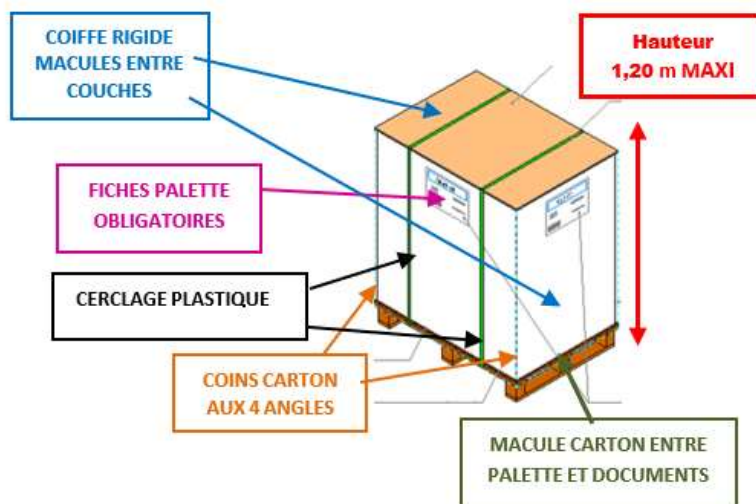 COIFFE RIGIDE
MACULES ENTRE
COUCHES
Hauteur
1,20 m MAXI
FICHES PALETTE
OBLIGATOIRES
CERCLAGE PLASTIQUE
COINS CARTON
AUX 4 ANGLES
MACULE CARTON ENTRE
PALETTE ET DOCUMENTS